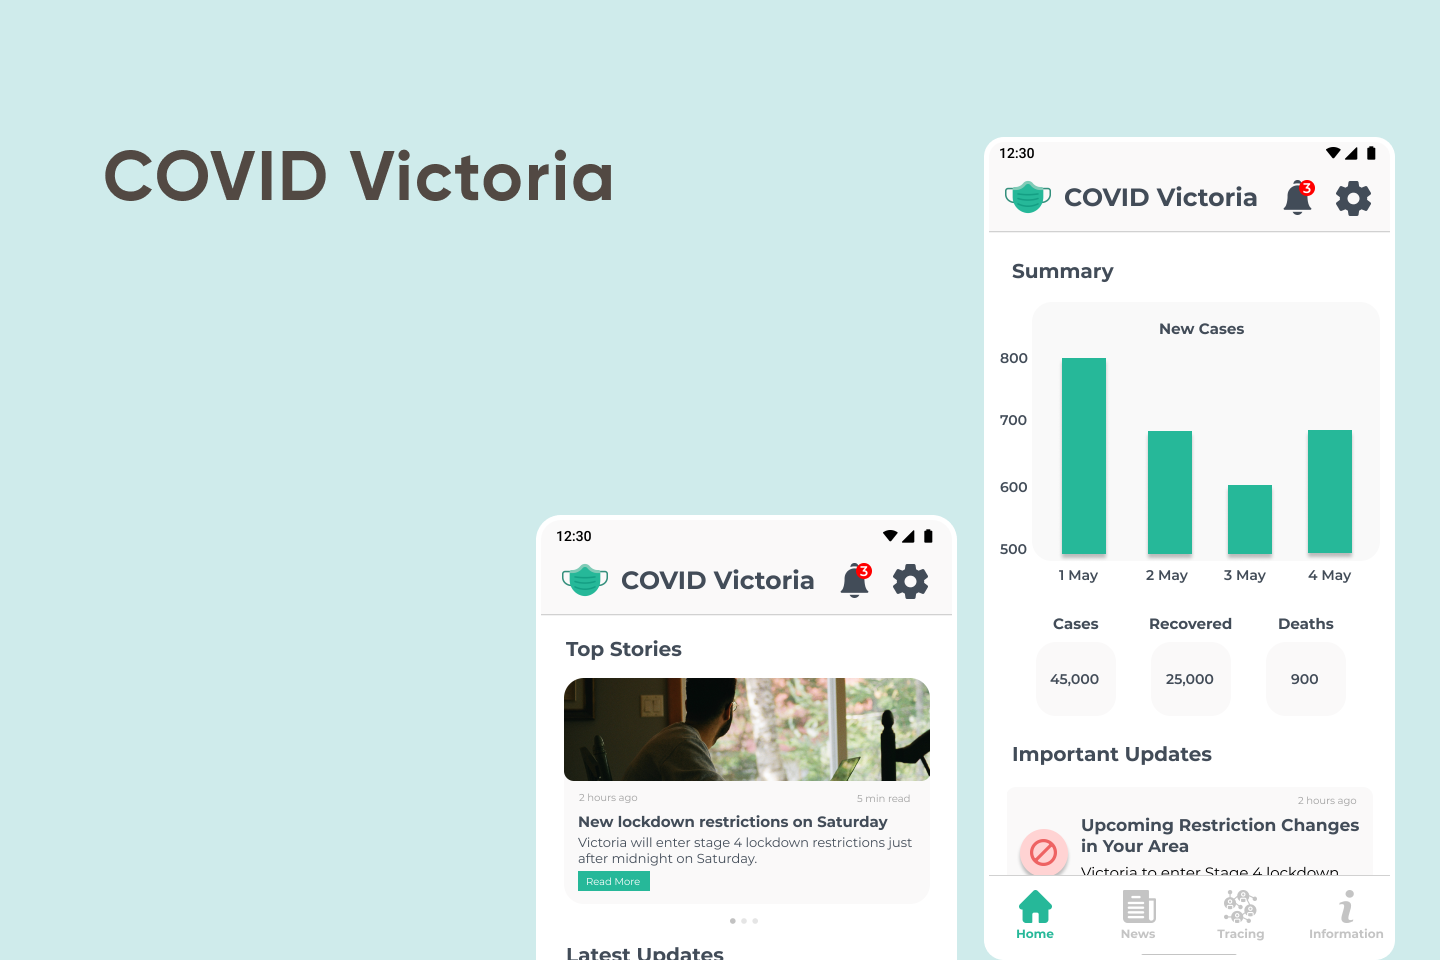 COVID Victoria
12:30
COVID Victoria
3
Top Stories
2 hours ago
5 min read
New lockdown restrictions on Saturday
Victoria will enter stage 4 lockdown restrictions just
after midnight on Saturday.
Read More
Latest Updates
12:30
COVID Victoria
3
Summary
New Cases
800
700
600
500
1 May
2 May
3 May
4 May
Cases
Recovered
Deaths
45,000
25,000
900
Important Updates
2 hours ago
Upcoming Restriction Changes
in Your Area
Victoria to enter Stage 4 lockdown
Home
News
Tracing
Information